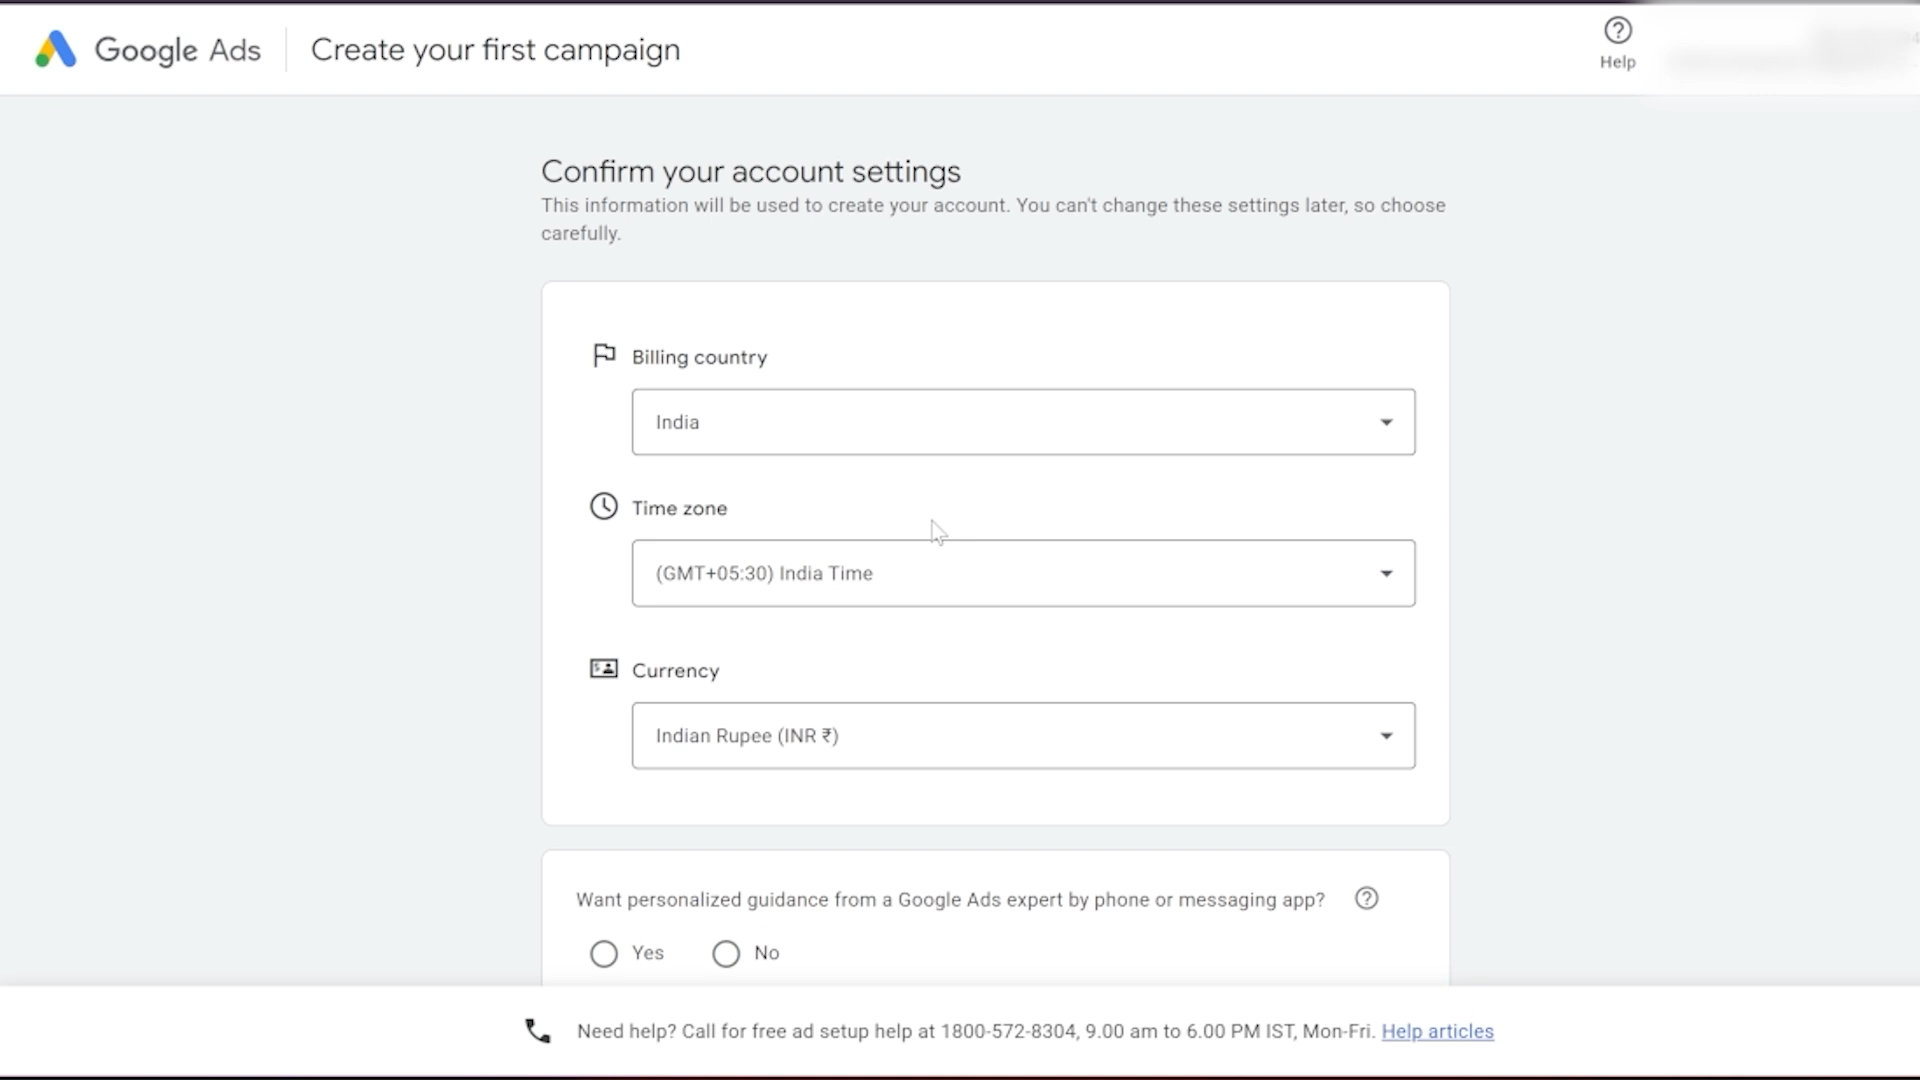 Google Ads
Create your first campaign
Help
Confirm your account settings
This information will be used to create your account. You can't change these settings later, so choose
carefully.
Billing country
India
Time zone
(GMT+05:30) India Time
Currency
Indian Rupee (INR ₹)
Want personalized guidance from a Google Ads expert by phone or messaging app?
Yes
No
Need help? Call for free ad setup help at 1800-572-8304, 9.00 am to 6.00 PM IST, Mon-Fri. Help articles